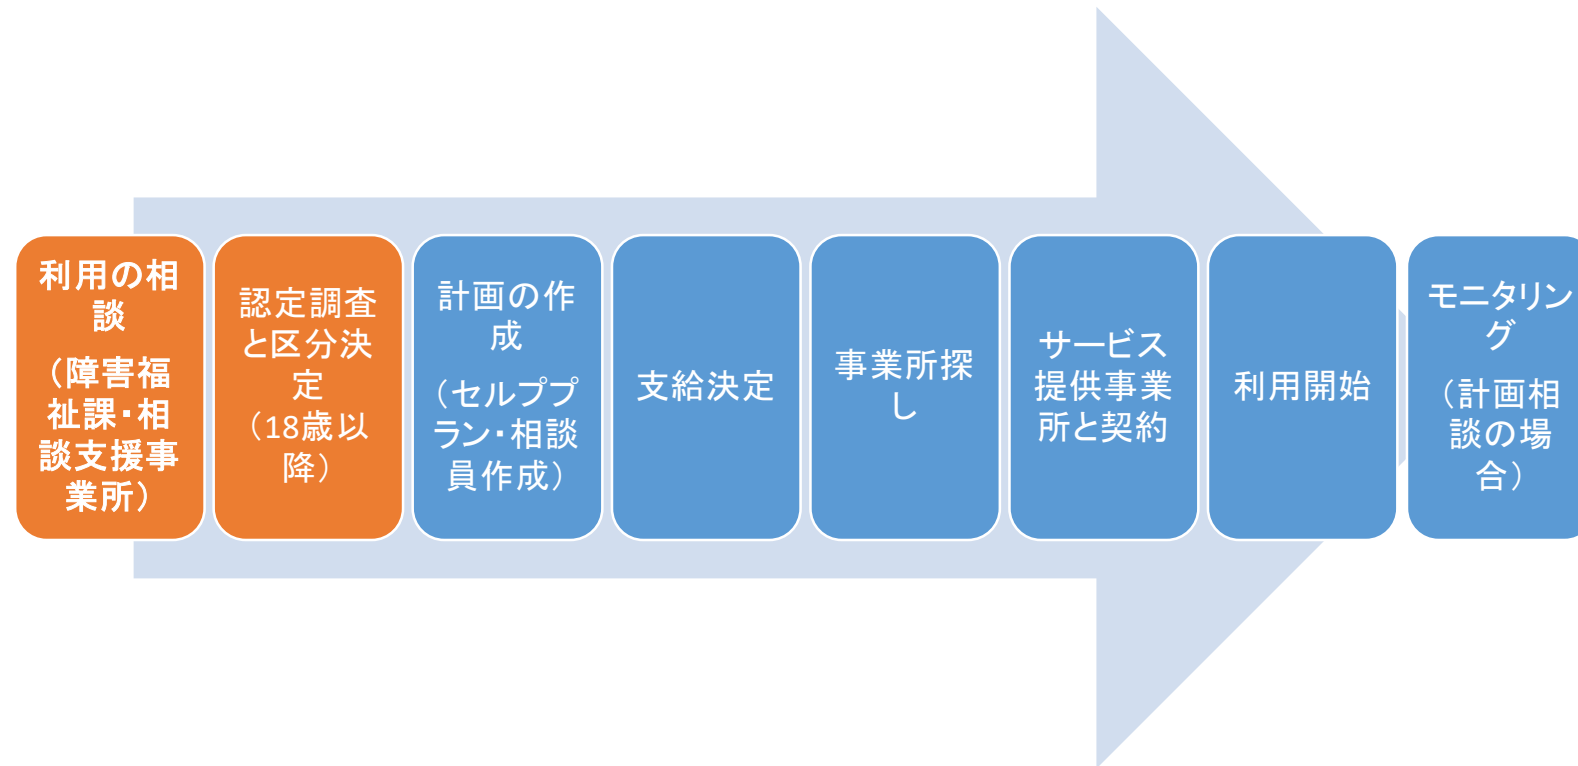 利用の相
談
（障害福
祉課・相
談支援事
業所）
認定調査
と区分決
定
（18歳以
降）
計画の作
成
（セルププ
ラン・相談
員作成）
支給決定
事業所探
し
サービス
提供事業
所と契約
利用開始
モニタリン
グ
（計画相
談の場
合）